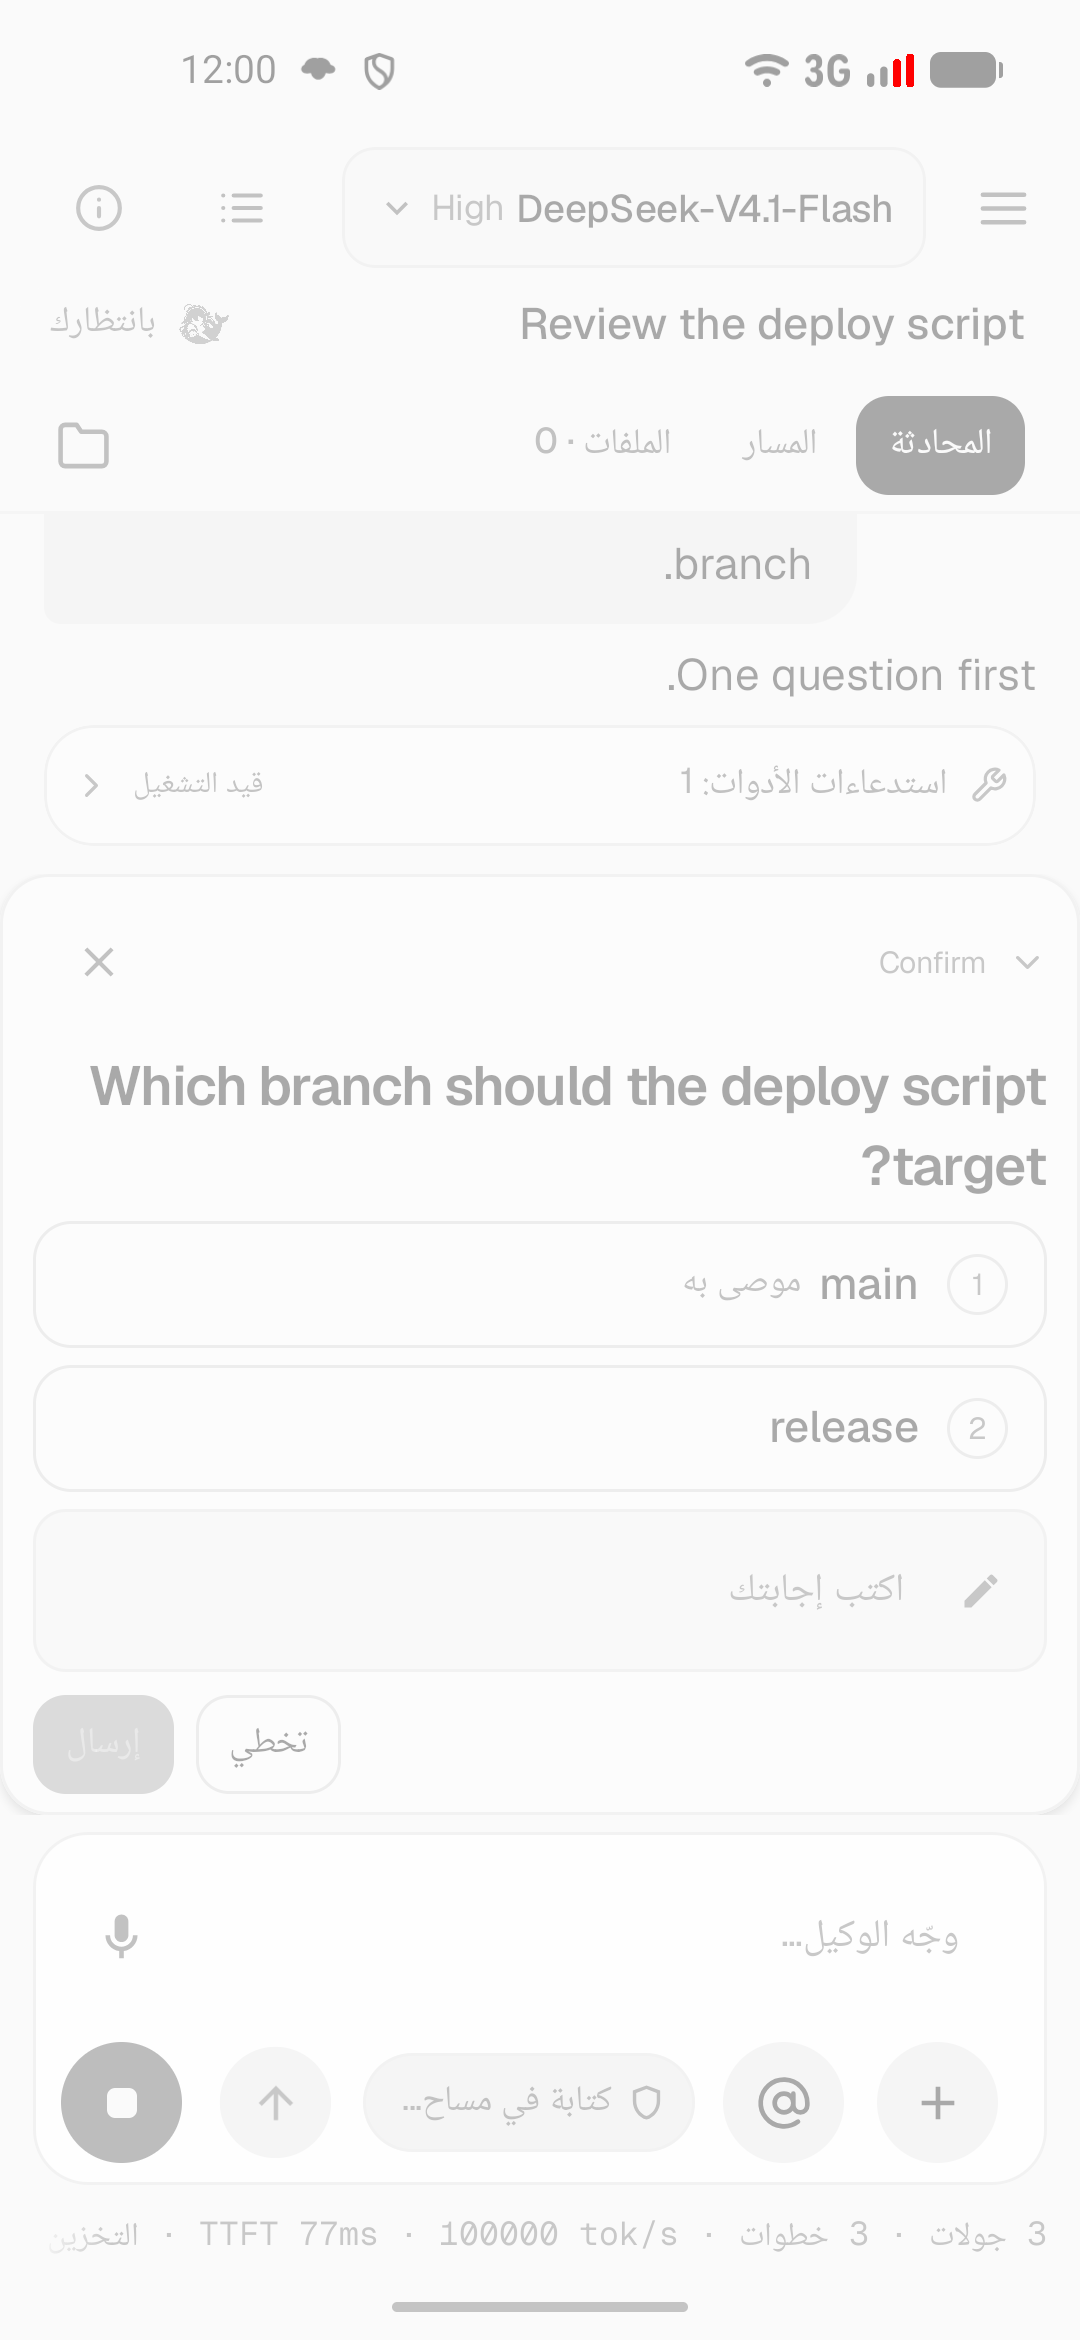 12:00
3G
High DeepSeek-V4.1-Flash
Review the deploy script
بانتظارك
المحادثة
المسار
الملفات · 0
branch.
One question first.
استدعاءات الأدوات: 1
قيد التشغيل
Confirm
Which branch should the deploy script
target?
1 main موصى به
2 release
اكتب إجابتك
تخطي
إرسال
وجّه الوكيل...
@ كتابة في مساح...
3 جولات · 3 خطوات · 100000 tok/s · TTFT 77ms · التخزين